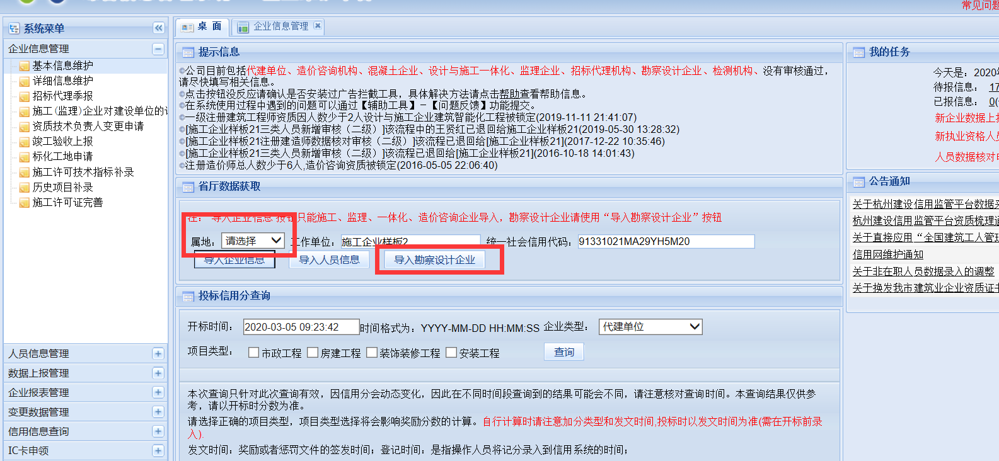 常见问题
系统菜单
企业信息管理
基本信息维护
详细信息维护
招标代理季报
施工(监理)企业对建设单位的
资质技术负责人变更申请
竣工验收上报
标化工地申请
施工许可技术指标补录
历史项目补录
施工许可证完善
人员信息管理
数据上报管理
企业报表管理
变更数据管理
信用信息查询
IC卡申领
桌 面
企业信息管理
提示信息
公司目前包括代建单位、造价咨询机构、混凝土企业、设计与施工一体化、监理企业、招标代理机构、勘察设计企业、检测机构、没有审核通过，
请尽快填写相关信息。
点击按钮没反应请确认是否安装过广告拦截工具，具体解决方法请点击帮助查看帮助信息。
在系统使用过程中遇到的问题可以通过【辅助工具】－【问题反馈】功能提交。
一级注册建筑工程师资质因人数少于2人设计与施工企业建筑智能化工程被锁定(2019-11-11 21:41:07)
[施工企业样板21三类人员新增审核（二级）]该流程中的王贤红已退回给施工企业样板21(2019-05-30 13:28:32)
[施工企业样板21注册建造师数据核对审核（二级）]该流程已退回给[施工企业样板21](2017-12-22 10:35:46)
[施工企业样板21三类人员新增审核（二级）]该流程已退回给[施工企业样板21](2016-10-18 14:01:43)
注册造价师总人数少于6人,造价咨询资质被锁定(2016-05-05 22:06:40)
省厅数据获取
注：“导入企业信息”按钮只能施工、监理、一体化、造价咨询企业导入，勘察设计企业请使用“导入勘察设计企业”按钮
属地： 请选择 工作单位： 施工企业样板2 统一社会信用代码： 91331021MA29YH5M20
导入企业信息 导入人员信息 导入勘察设计企业
投标信用分查询
开标时间： 2020-03-05 09:23:42 时间格式为：YYYY-MM-DD HH:MM:SS 企业类型： 代建单位
项目类型： 市政工程 房建工程 装饰装修工程 安装工程 查询
本次查询只针对此次查询有效，因信用分会动态变化，因此在不同时间段查询到的结果可能会不同，请注意核对查询时间。本查询结果仅供参
考，请以开标时分数为准。
请选择正确的项目类型，项目类型选择将会影响奖励分数的计算。自行计算时请注意加分类型和发文时间,投标时以发文时间为准(需在开标前录
入).
发文时间：奖励或者惩罚文件的签发时间；登记时间：是指操作人员将记分录入到信用系统的时间；
我的任务
今天是：2020
待报信息： 17
已报信息： 0(
新企业数据上报
新执业资格人员
人员数据核对申
公告通知
关于杭州建设信用监管平台数据
杭州建设信用监管平台资质梳理
关于直接应用“全国建筑工人管理
信用网维护通知
关于非在职人员数据录入的调整
关于换发我市建筑业企业资质证书